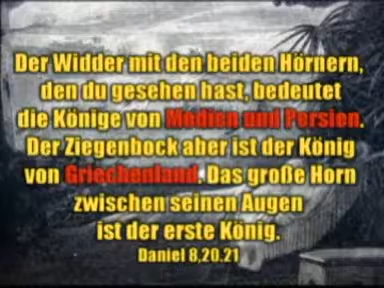 Der Widder mit den beiden Hörnern,
den du gesehen hast, bedeutet
die Könige von Medien und Persien.
Der Ziegenbock aber ist der König
von Griechenland. Das große Horn
zwischen seinen Augen
ist der erste König.
Daniel 8,20.21